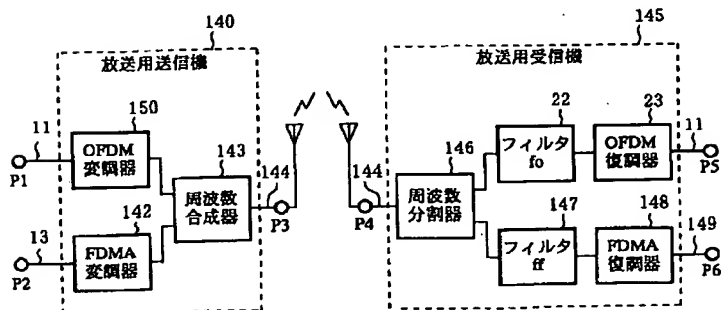 140
放送用送信機
150
11
OFDM
変調器
P1
143
周波数
合成器
144
P3
142
13
FDMA
変調器
P2
145
放送用受信機
22
フィルタ
fo
23
OFDM
復調器
11
P5
146
144
周波数
分割器
P4
147
フィルタ
ff
148
FDMA
復調器
149
P6